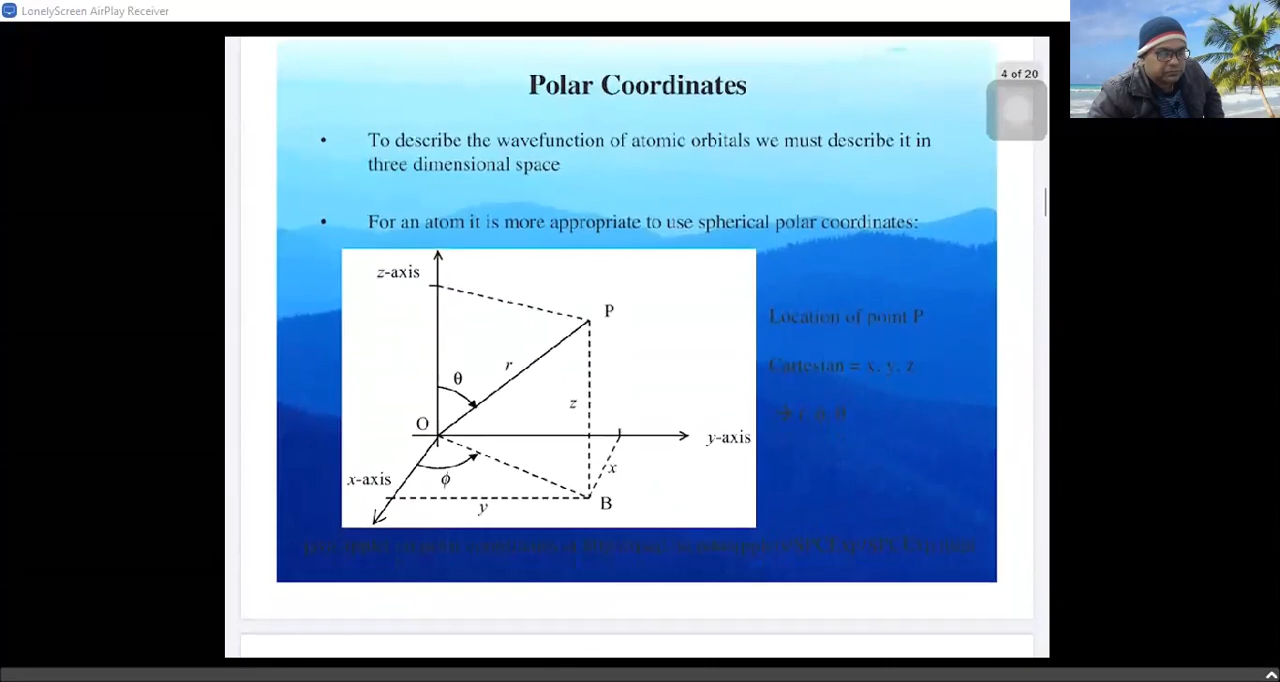 LonelyScreen AirPlay Receiver
4 of 20
Polar Coordinates
• To describe the wavefunction of atomic orbitals we must describe it in
three dimensional space
• For an atom it is more appropriate to use spherical polar coordinates:
z-axis
P
Location of point P
r
Cartesian = x, y, z
θ
z
→ r, φ, θ
O
y-axis
x
x-axis
ϕ
y
B